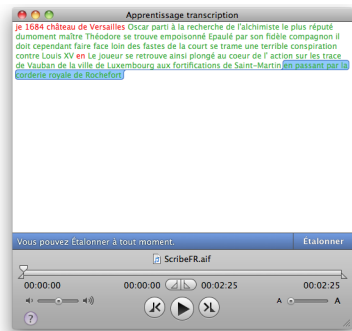 Apprentissage transcription
je 1684 château de Versailles Oscar parti à la recherche de l'alchimiste le plus réputé
dumoment maître Théodore se trouve empoisonné Epaulé par son fidèle compagnon il
doit cependant faire face loin des fastes de la court se trame une terrible conspiration
contre Louis XV en Le joueur se retrouve ainsi plongé au coeur de l' action sur les trace
de Vauban de la ville de Luxembourg aux fortifications de Saint-Martin en passant par la
corderie royale de Rochefort
Vous pouvez Étalonner à tout moment. Étalonner
ScribeFR.aif
00:00:00 00:00:00 00:02:25 00:02:25
A A
?